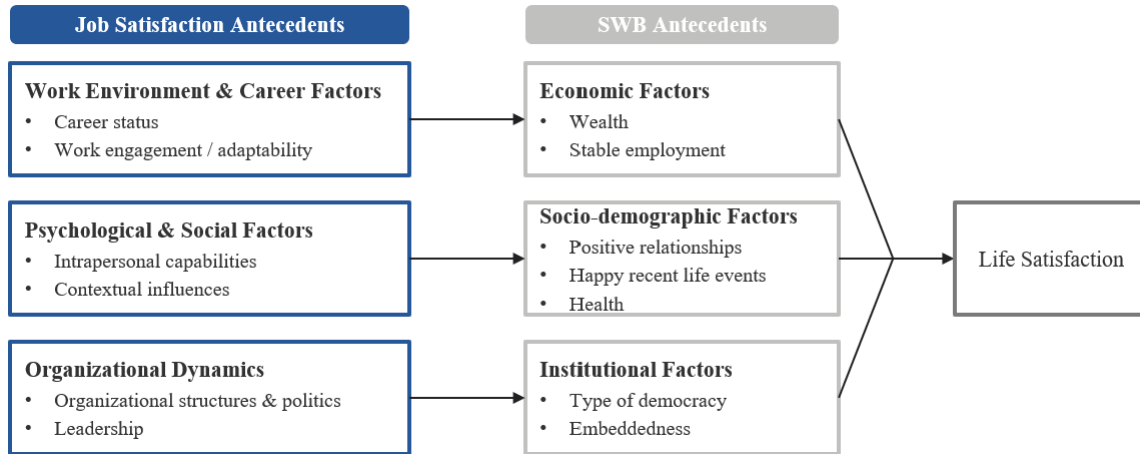 Job Satisfaction Antecedents
SWB Antecedents
Work Environment & Career Factors
• Career status
• Work engagement / adaptability
Economic Factors
• Wealth
• Stable employment
Psychological & Social Factors
• Intrapersonal capabilities
• Contextual influences
Socio-demographic Factors
• Positive relationships
• Happy recent life events
• Health
Life Satisfaction
Organizational Dynamics
• Organizational structures & politics
• Leadership
Institutional Factors
• Type of democracy
• Embeddedness